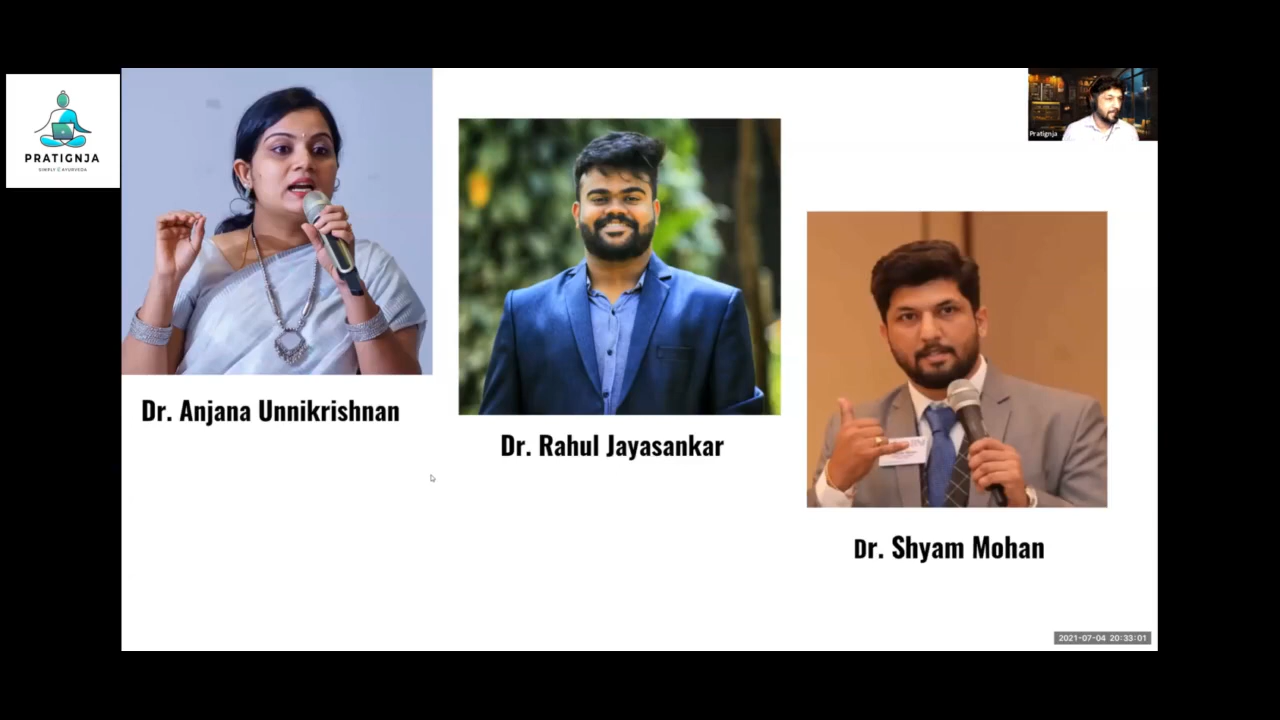 PRATIGNJA
SIMPLY E AYURVEDA
Pratignja
Dr. Anjana Unnikrishnan
Dr. Rahul Jayasankar
Dr. Shyam Mohan
2021-07-04 20:33:01